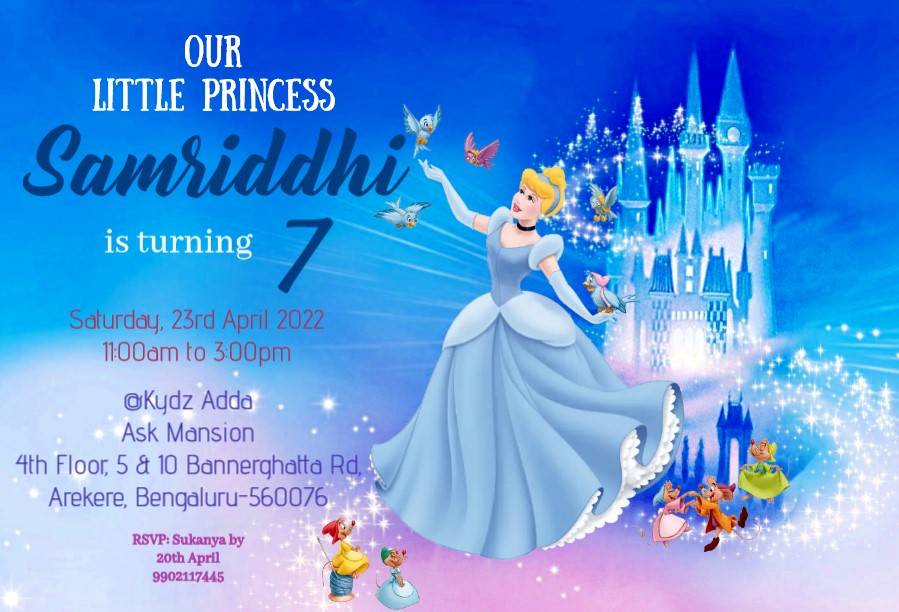 OUR
LITTLE PRINCESS
Samriddhi
is turning 7
Saturday, 23rd April 2022
11:00am to 3:00pm
@Kydz Adda
Ask Mansion
4th Floor, 5 & 10 Bannerghatta Rd,
Arekere, Bengaluru-560076
RSVP: Sukanya by
20th April
9902117445